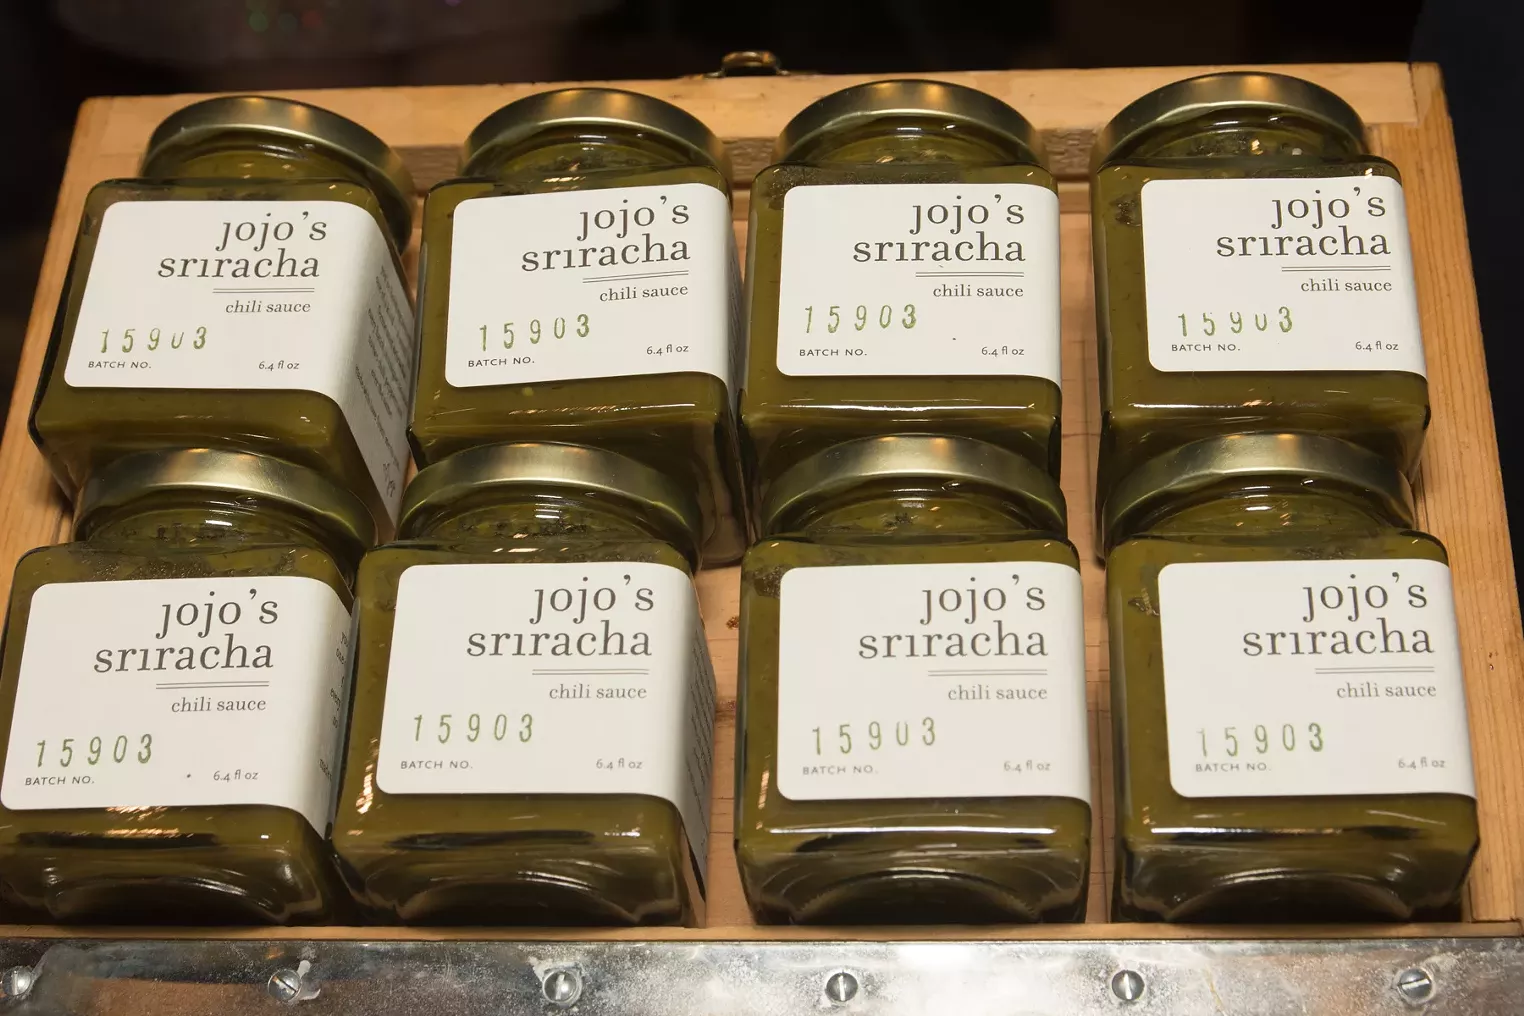 jojo's
sriracha
chili sauce
15903
BATCH NO.
6.4 fl oz
jojo's
sriracha
chili sauce
15903
BATCH NO.
6.4 fl oz
jojo's
sriracha
chili sauce
15903
BATCH NO.
6.4 fl oz
jojo's
sriracha
chili sauce
15903
BATCH NO.
6.4 fl oz
jojo's
sriracha
chili sauce
15903
BATCH NO.
6.4 fl oz
jojo's
sriracha
chili sauce
15903
BATCH NO.
6.4 fl oz
jojo's
sriracha
chili sauce
15903
BATCH NO.
6.4 fl oz
jojo's
sriracha
chili sauce
15903
BATCH NO.
6.4 fl oz